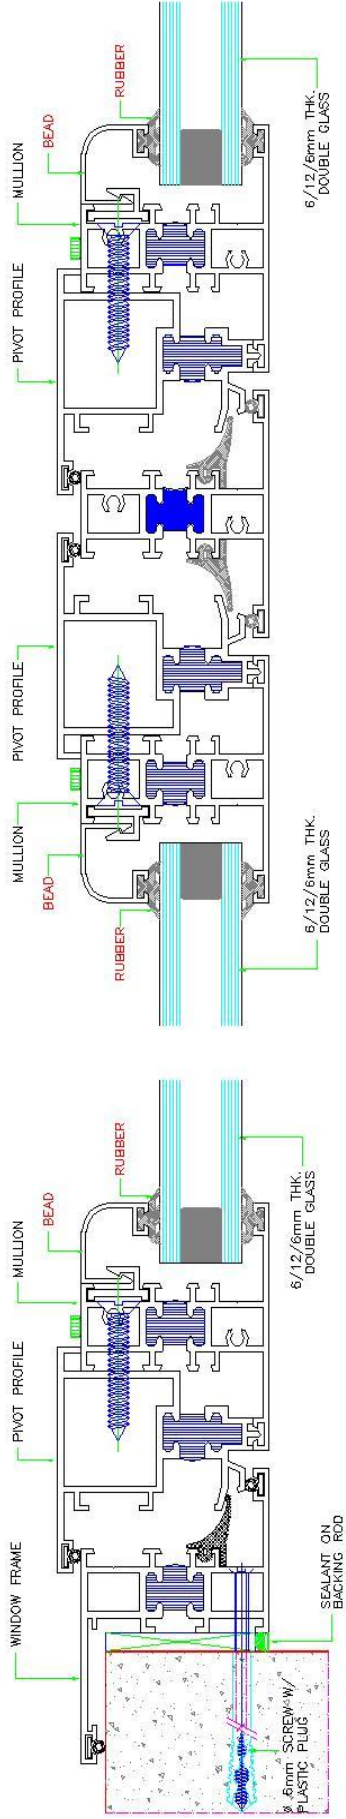 WINDOW FRAME
PIVOT PROFILE
MULLION
BEAD
RUBBER
6/12/6mm THK.
DOUBLE GLASS
SEALANT ON
BACKING ROD
6mm SCREW W/
PLASTIC PLUG
RUBBER
BEAD
MULLION
PIVOT PROFILE
6/12/6mm THK.
DOUBLE GLASS
PIVOT PROFILE
MULLION
BEAD
RUBBER
6/12/6mm THK.
DOUBLE GLASS